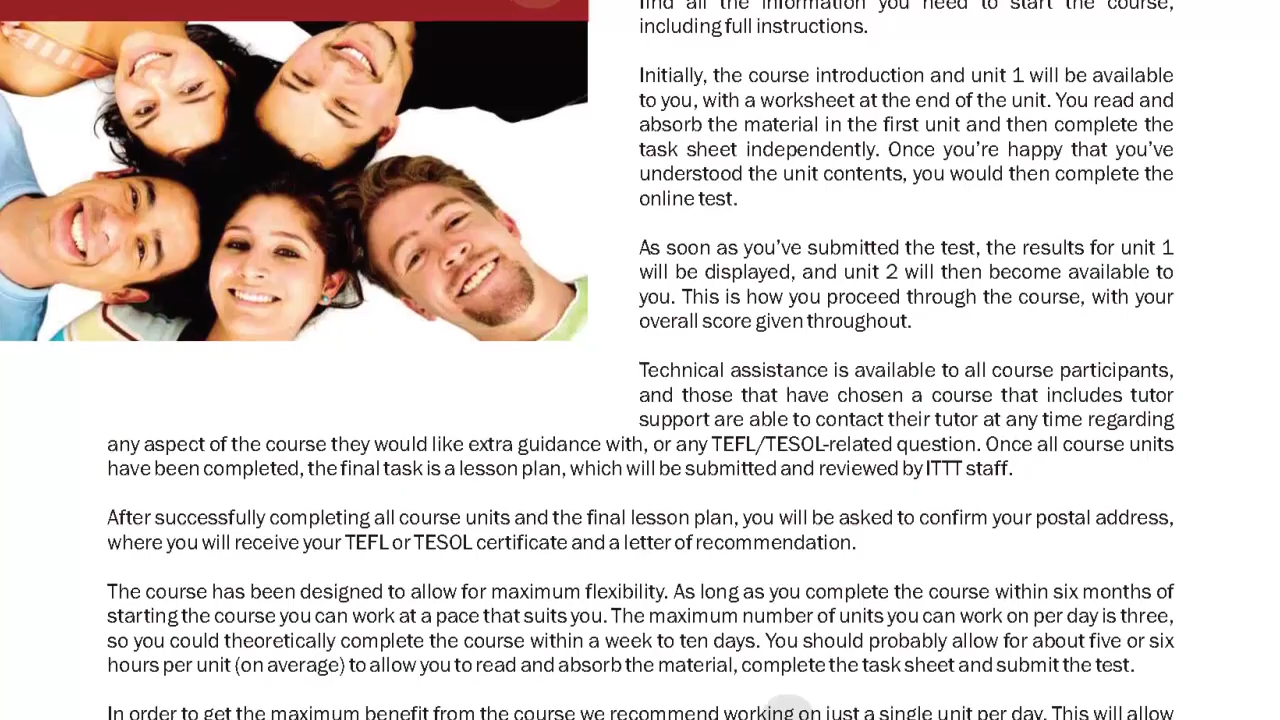 find all the information you need to start the course,
including full instructions.
Initially, the course introduction and unit 1 will be available
to you, with a worksheet at the end of the unit. You read and
absorb the material in the first unit and then complete the
task sheet independently. Once you're happy that you've
understood the unit contents, you would then complete the
online test.
As soon as you've submitted the test, the results for unit 1
will be displayed, and unit 2 will then become available to
you. This is how you proceed through the course, with your
overall score given throughout.
Technical assistance is available to all course participants,
and those that have chosen a course that includes tutor
support are able to contact their tutor at any time regarding
any aspect of the course they would like extra guidance with, or any TEFL/TESOL-related question. Once all course units
have been completed, the final task is a lesson plan, which will be submitted and reviewed by ITTT staff.
After successfully completing all course units and the final lesson plan, you will be asked to confirm your postal address,
where you will receive your TEFL or TESOL certificate and a letter of recommendation.
The course has been designed to allow for maximum flexibility. As long as you complete the course within six months of
starting the course you can work at a pace that suits you. The maximum number of units you can work on per day is three,
so you could theoretically complete the course within a week to ten days. You should probably allow for about five or six
hours per unit (on average) to allow you to read and absorb the material, complete the task sheet and submit the test.
In order to get the maximum benefit from the course we recommend working on just a single unit per day. This will allow